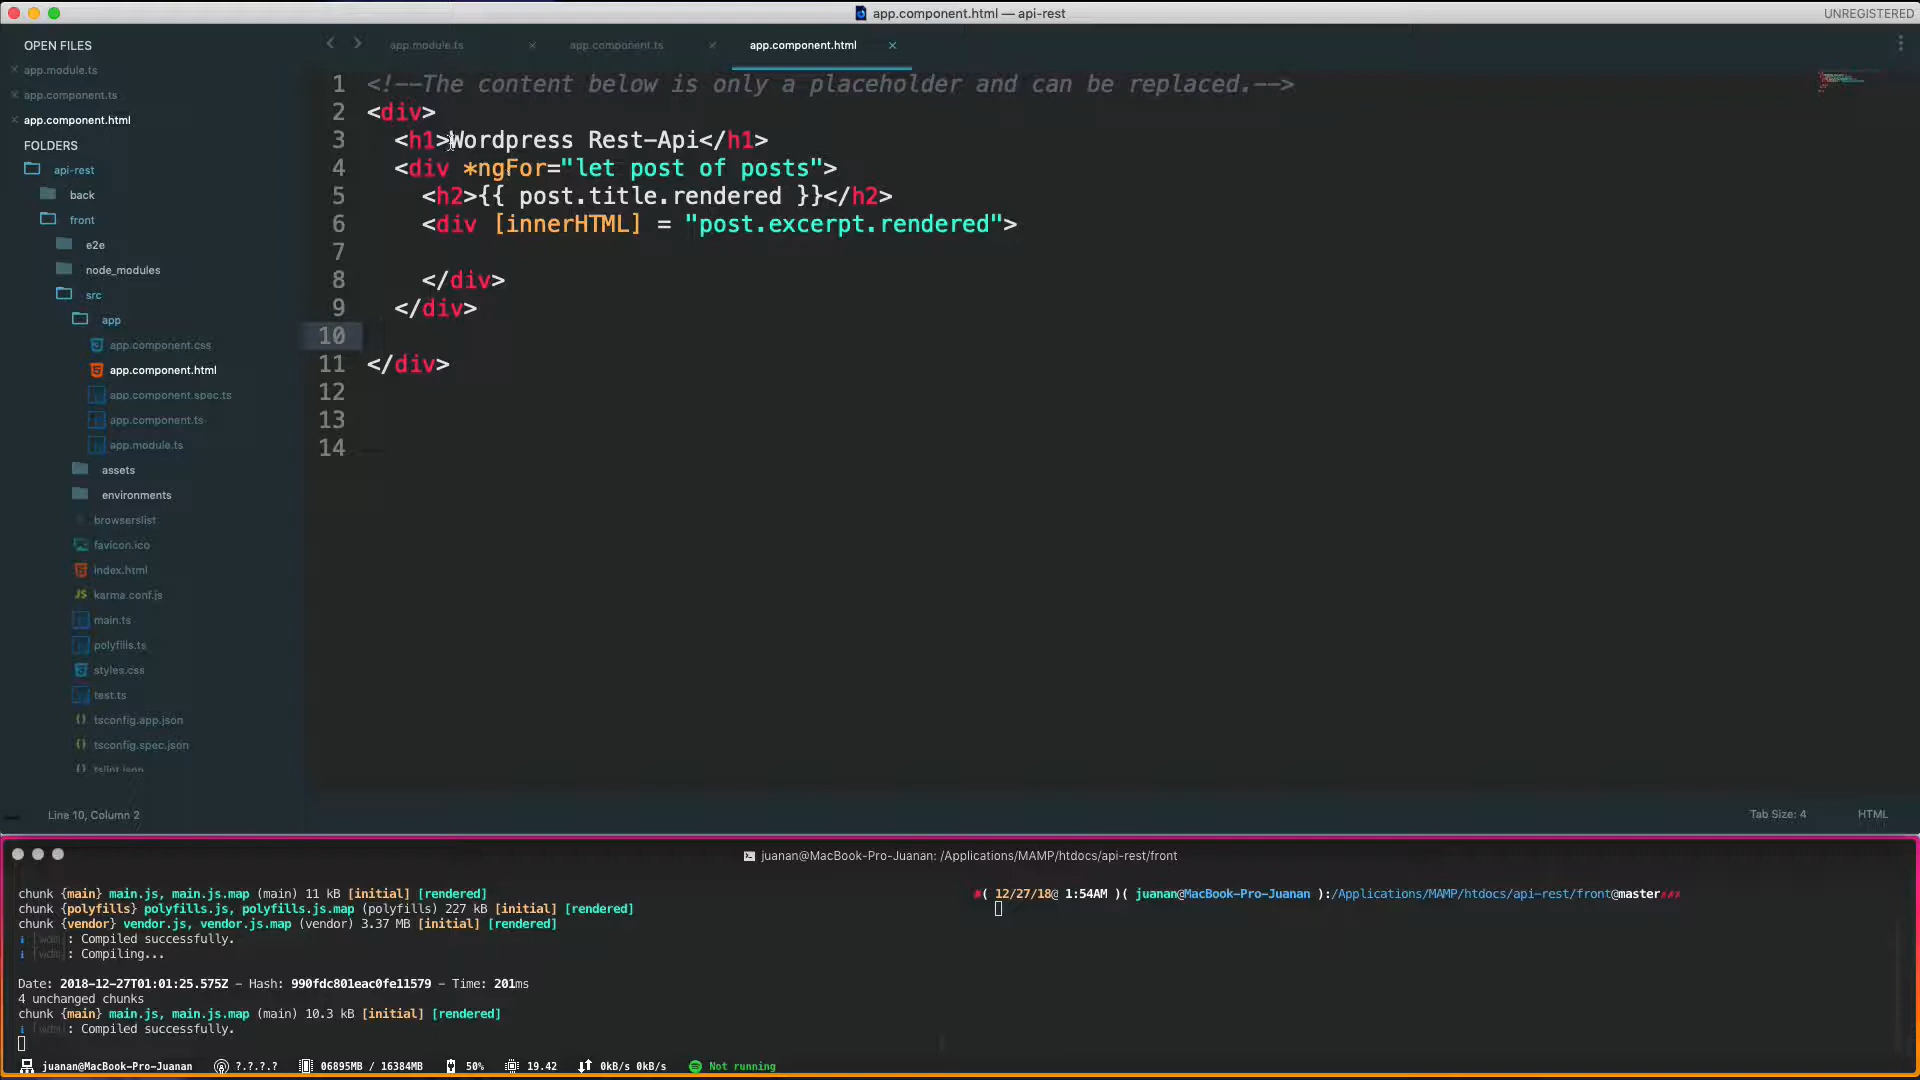 app.component.html — api-rest
UNREGISTERED
OPEN FILES
app.module.ts
app.component.ts
app.component.html
FOLDERS
api-rest
back
front
e2e
node_modules
src
app
app.component.css
app.component.html
app.component.spec.ts
app.component.ts
app.module.ts
assets
environments
browserslist
favicon.ico
index.html
karma.conf.js
main.ts
polyfills.ts
styles.css
test.ts
tsconfig.app.json
tsconfig.spec.json
tslint.json
app.module.ts
app.component.ts
app.component.html
1 <!--The content below is only a placeholder and can be replaced.-->
2 <div>
3 <h1>Wordpress Rest-Api</h1>
4 <div *ngFor="let post of posts">
5 <h2>{{ post.title.rendered }}</h2>
6 <div [innerHTML] = "post.excerpt.rendered">
7
8 </div>
9 </div>
10
11 </div>
12
13
14
Line 10, Column 2
Tab Size: 4
HTML
juanan@MacBook-Pro-Juanan: /Applications/MAMP/htdocs/api-rest/front
chunk {main} main.js, main.js.map (main) 11 kB [initial] [rendered]
chunk {polyfills} polyfills.js, polyfills.js.map (polyfills) 227 kB [initial] [rendered]
chunk {vendor} vendor.js, vendor.js.map (vendor) 3.37 MB [initial] [rendered]
i [wdm]: Compiled successfully.
i [wdm]: Compiling...
Date: 2018-12-27T01:01:25.575Z - Hash: 990fdc801eac0fe11579 - Time: 201ms
4 unchanged chunks
chunk {main} main.js, main.js.map (main) 10.3 kB [initial] [rendered]
i [wdm]: Compiled successfully.
( 12/27/18@ 1:54AM )( juanan@MacBook-Pro-Juanan ):/Applications/MAMP/htdocs/api-rest/front@master
juanan@MacBook-Pro-Juanan ?.?.?.? 06895MB / 16384MB 50% 19.42 0kB/s 0kB/s Not running